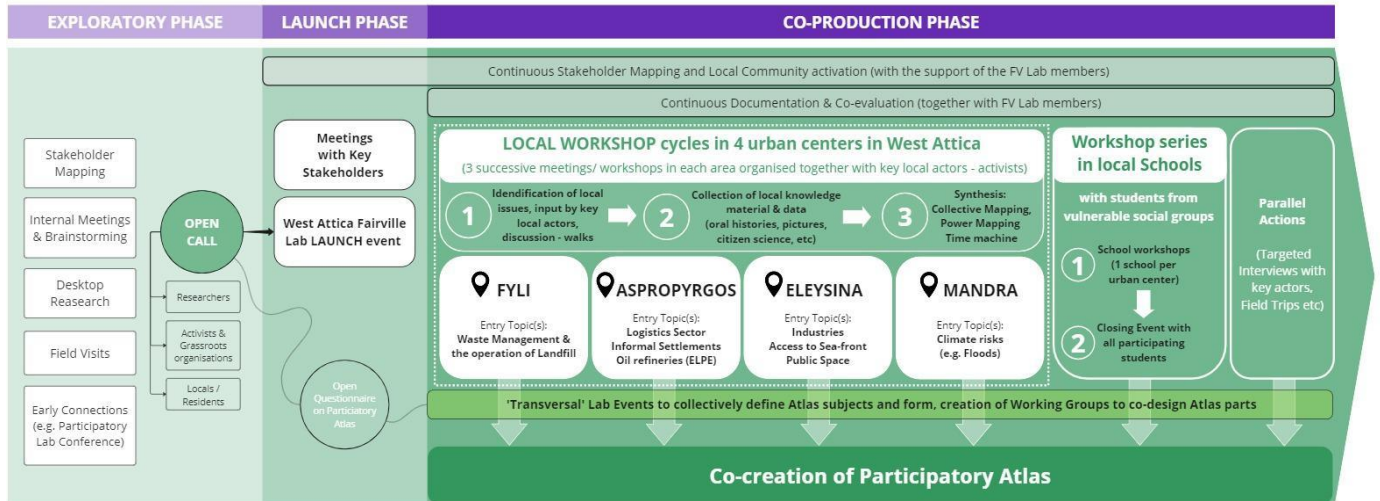 EXPLORATORY PHASE
LAUNCH PHASE
CO-PRODUCTION PHASE
Continuous Stakeholder Mapping and Local Community activation (with the support of the FV Lab members)
Continuous Documentation & Co-evaluation (together with FV Lab members)
Stakeholder
Mapping
Internal Meetings
& Brainstorming
Desktop
Reasearch
Field Visits
Early Connections
(e.g. Participatory
Lab Conference)
OPEN
CALL
Researchers
Activists &
Grassroots
organisations
Locals /
Residents
Meetings
with Key
Stakeholders
West Attica Fairville
Lab LAUNCH event
Open
Questionnaire
on Particiatory
Atlas
LOCAL WORKSHOP cycles in 4 urban centers in West Attica
(3 successive meetings/ workshops in each area organised together with key local actors - activists)
1
Idendification of local
issues, input by key
local actors,
discussion - walks
2
Collection of local knowledge
material & data
(oral histories, pictures,
citizen science, etc)
3
Synthesis:
Collective Mapping,
Power Mapping
Time machine
FYLI
Entry Topic(s):
Waste Management &
the operation of Landfill
ASPROPYRGOS
Entry Topic(s):
Logistics Sector
Informal Settlements
Oil refineries (ELPE)
ELEYSINA
Entry Topic(s):
Industries
Access to Sea-front
Public Space
MANDRA
Entry Topic(s):
Climate risks
(e.g. Floods)
Workshop series
in local Schools
with students from
vulnerable social groups
1
School workshops
(1 school per
urban center)
2
Closing Event with
all participating
students
Parallel
Actions
(Targeted
Interviews with
key actors,
Field Trips etc)
'Transversal' Lab Events to collectively define Atlas subjects and form, creation of Working Groups to co-design Atlas parts
Co-creation of Participatory Atlas